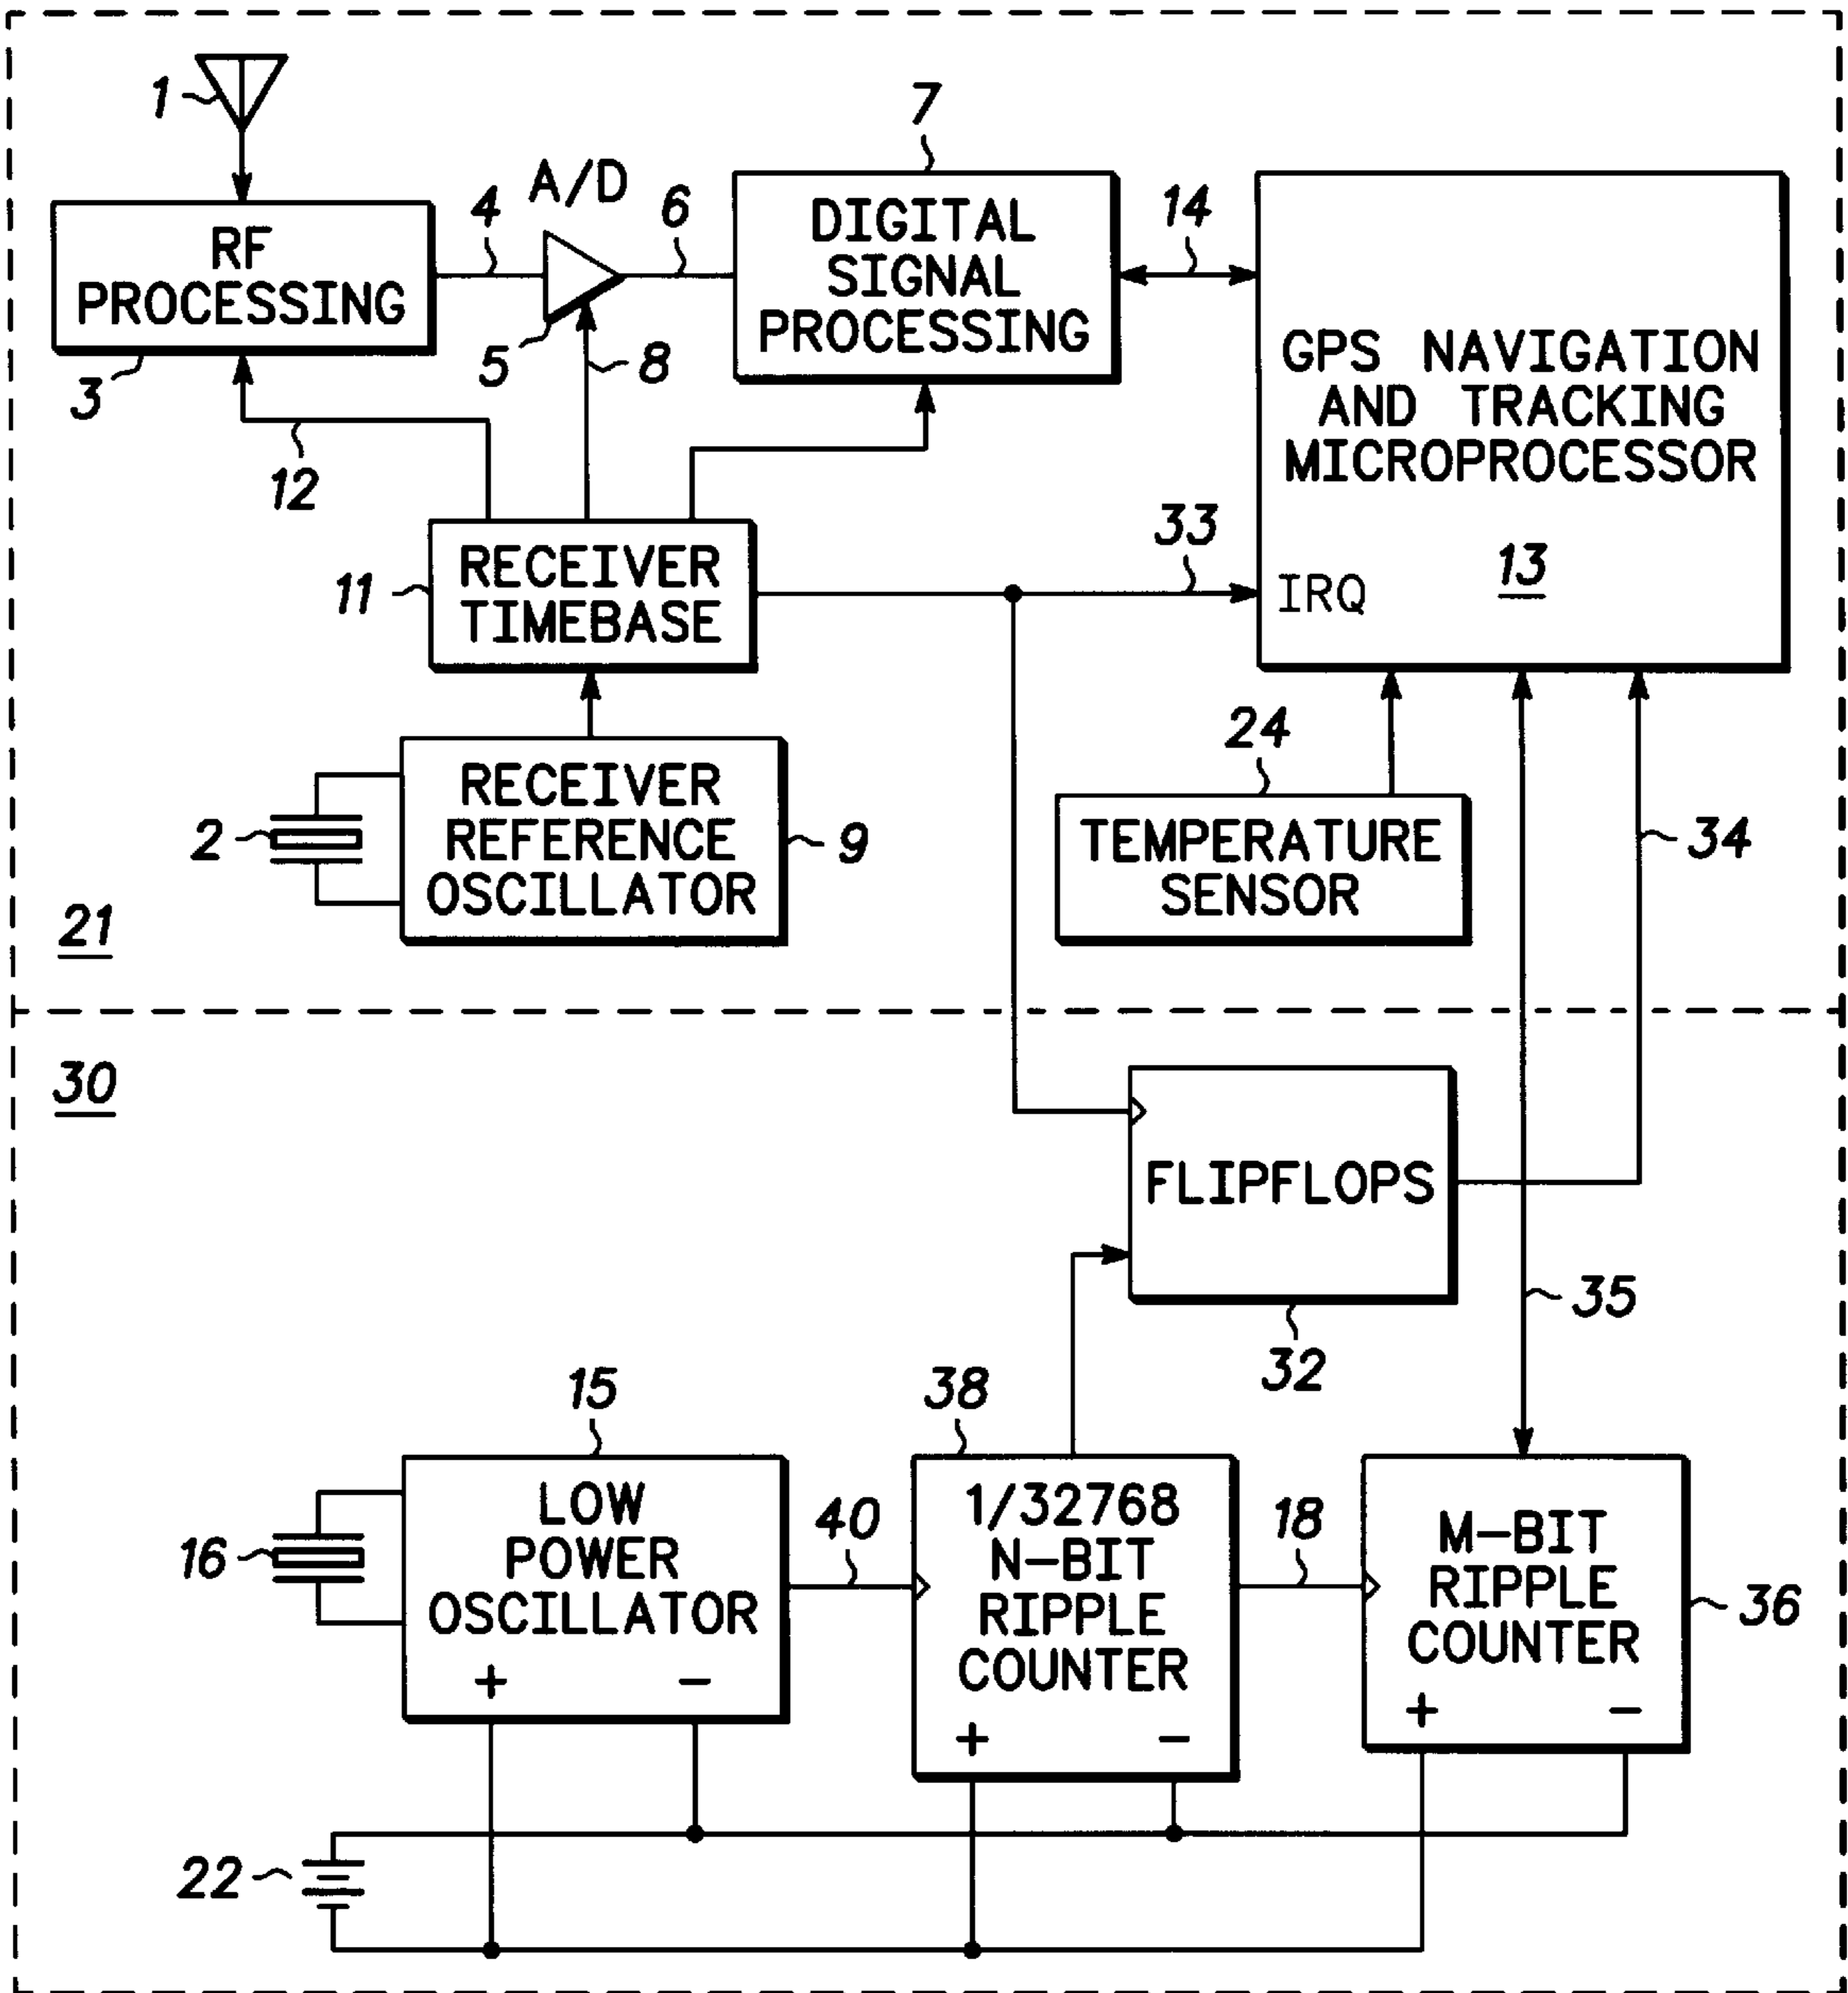 1
7
A/D
4
6
14
RF
PROCESSING
DIGITAL
SIGNAL
PROCESSING
GPS NAVIGATION
AND TRACKING
MICROPROCESSOR
3
5
8
12
33
11
RECEIVER
TIMEBASE
IRQ
13
24
2
RECEIVER
REFERENCE
OSCILLATOR
9
TEMPERATURE
SENSOR
34
21
30
FLIPFLOPS
35
32
15
38
16
LOW
POWER
OSCILLATOR
+ −
40
1/32768
N-BIT
RIPPLE
COUNTER
+ −
18
M-BIT
RIPPLE
COUNTER
+ −
36
22